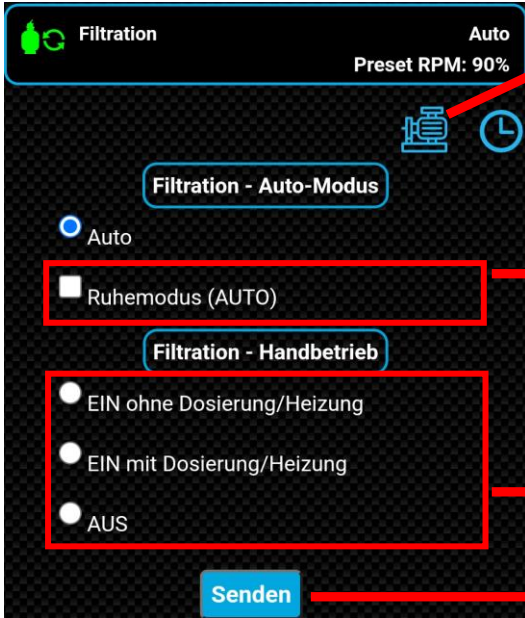 Filtration
Auto
Preset RPM: 90%
Filtration - Auto-Modus
Auto
Ruhemodus (AUTO)
Filtration - Handbetrieb
EIN ohne Dosierung/Heizung
EIN mit Dosierung/Heizung
AUS
Senden